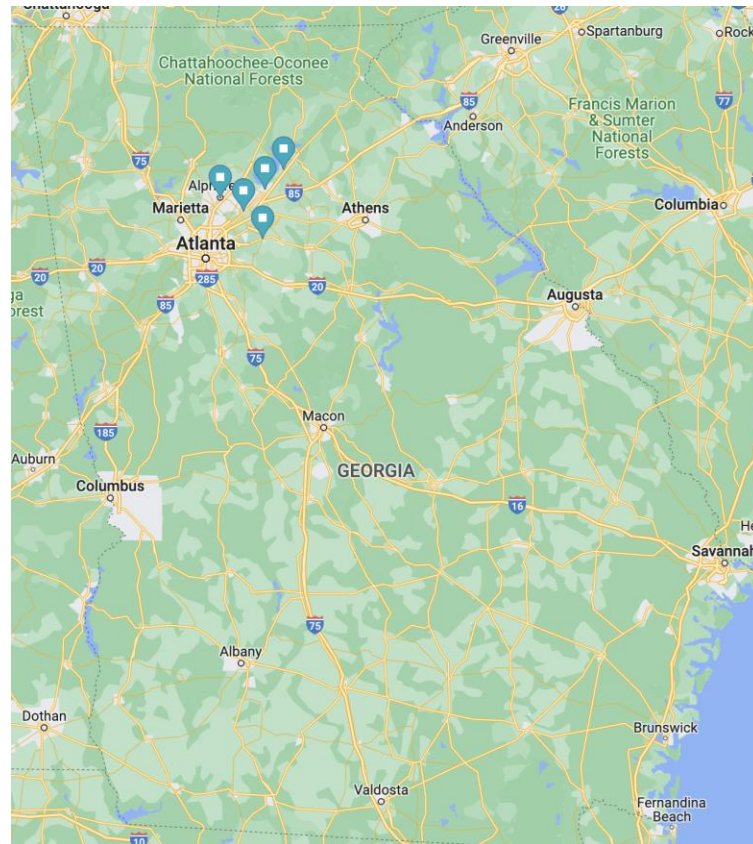 Greenville
Spartanburg
26
Chattahoochee-Oconee
National Forests
85
77
Anderson
Francis Marion
& Sumter
National
Forests
75
85
Marietta
Athens
Columbia
Atlanta
20
20
285
20
85
Augusta
75
Macon
185
GEORGIA
Auburn
Columbus
16
Savannah
75
Albany
Dothan
Brunswick
Valdosta
Fernandina
Beach
10